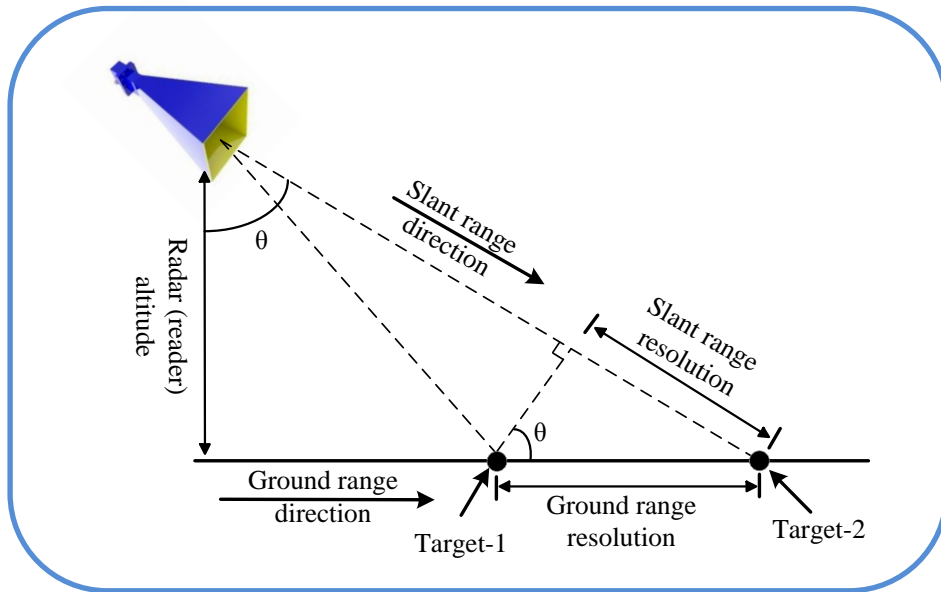 θ
Slant range
direction
Radar (reader)
altitude
Slant range
resolution
θ
Ground range
direction
Ground range
resolution
Target-1
Target-2